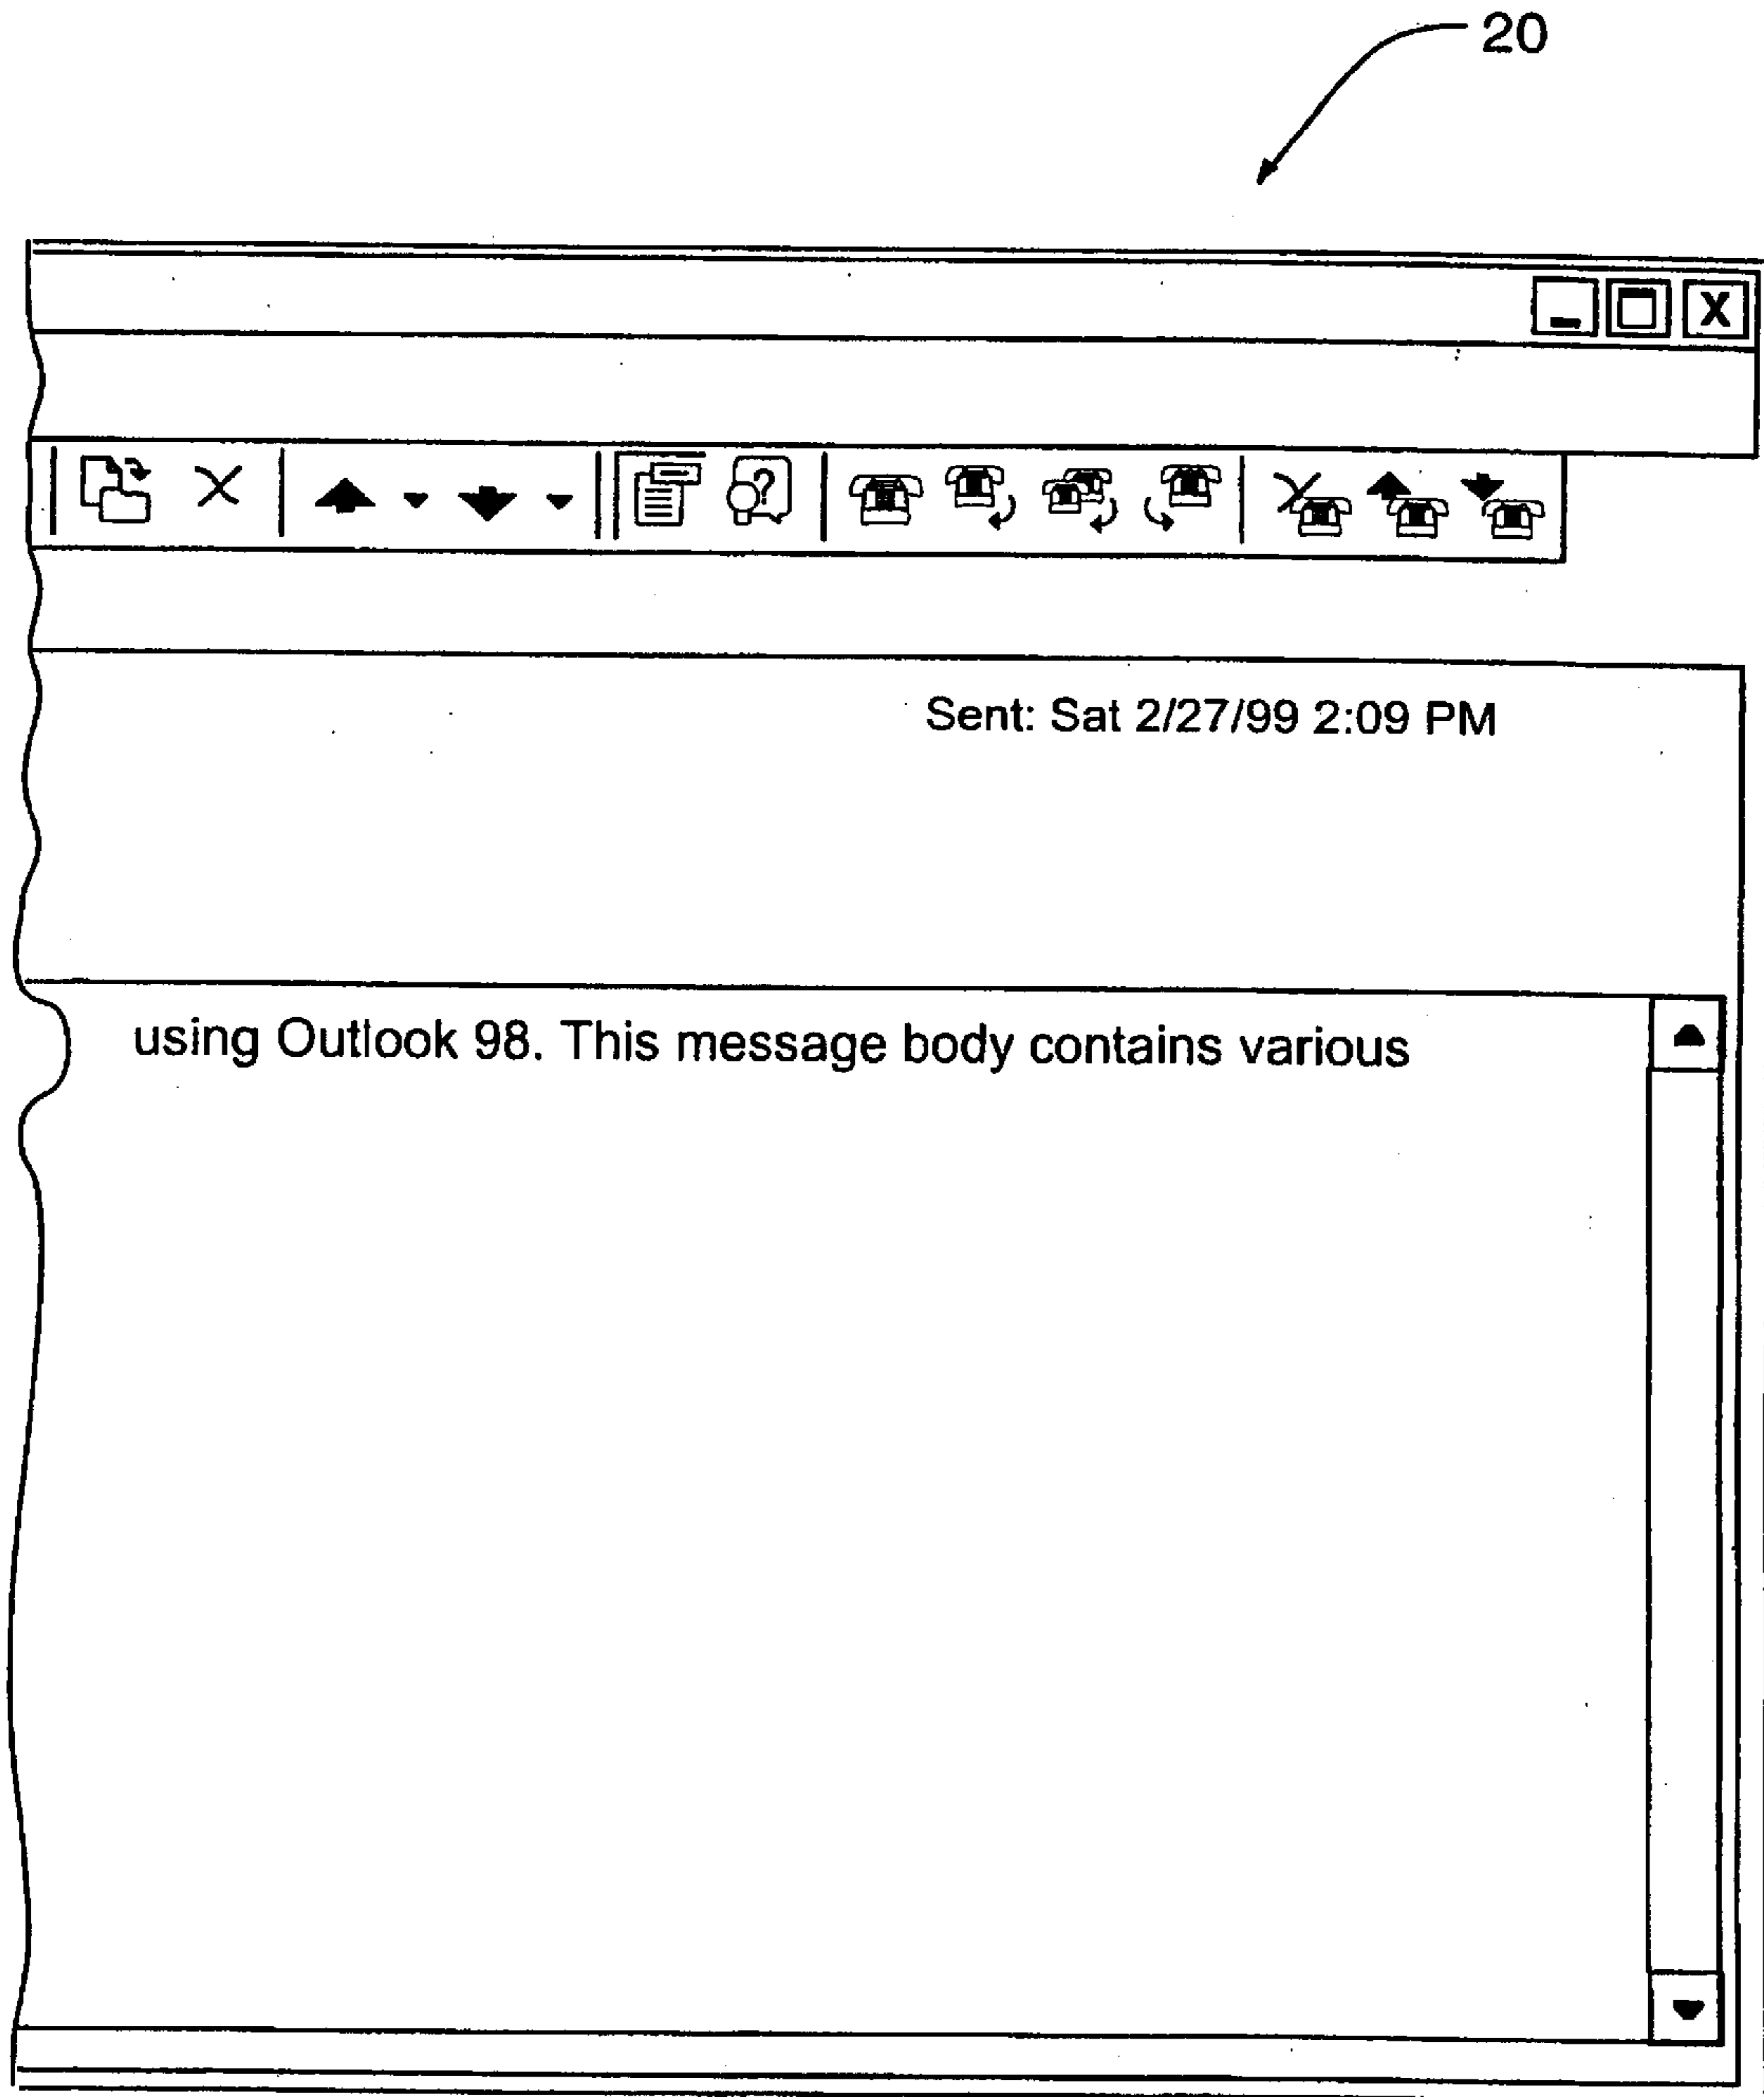 20
X
?
Sent: Sat 2/27/99 2:09 PM
using Outlook 98. This message body contains various